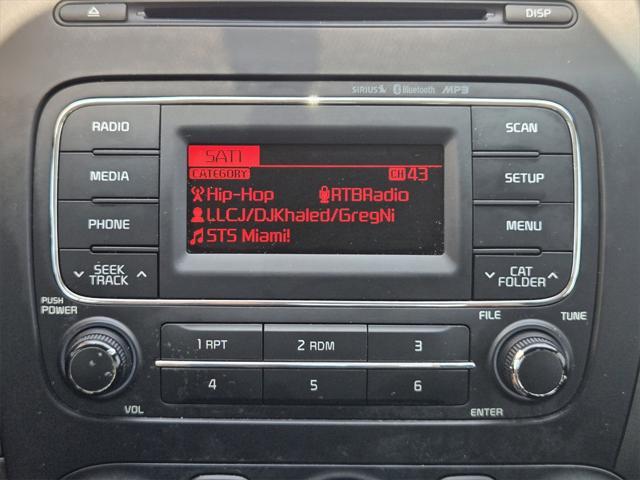 DISP
SIRIUS Bluetooth MP3
RADIO
MEDIA
PHONE
SEEK
TRACK
SAT1
CATEGORY CH 43
Hip-Hop RTBRadio
LLCJ/DJKhaled/GregNi
STS Miami!
SCAN
SETUP
MENU
CAT
FOLDER
PUSH
POWER
VOL
1 RPT 2 RDM 3
4 5 6
FILE TUNE
ENTER